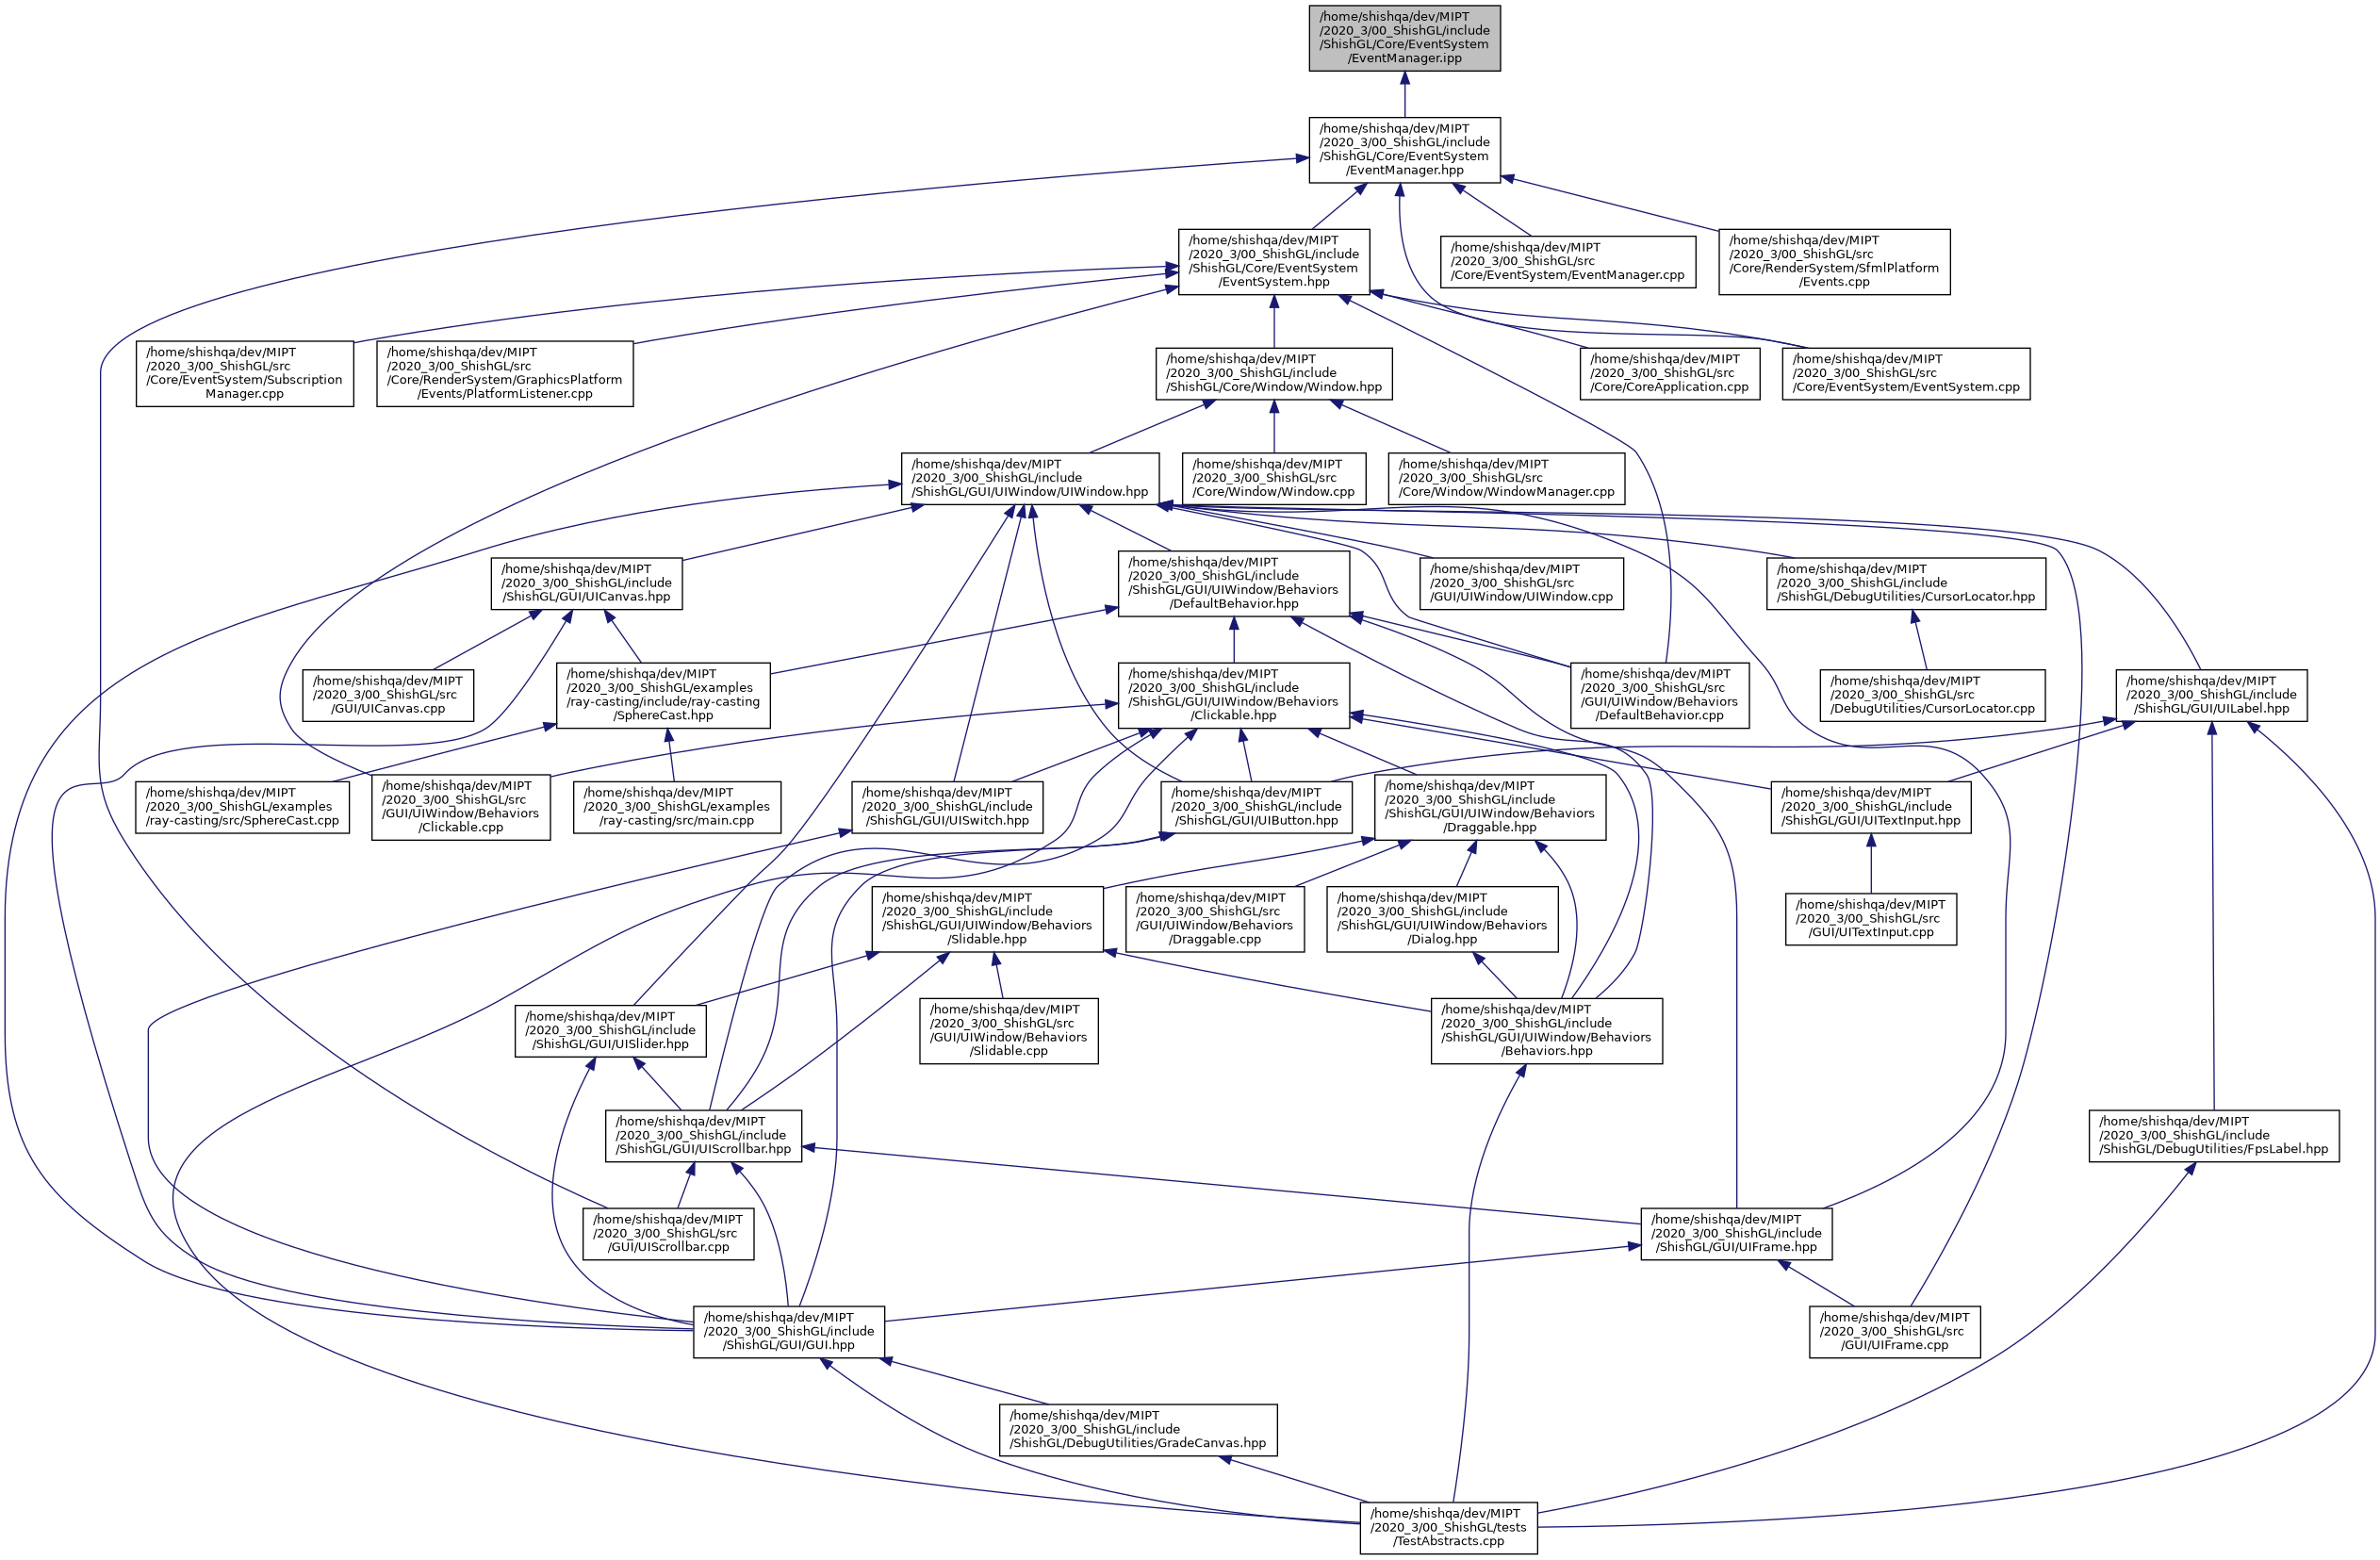 /home/shishqa/dev/MIPT
/2020_3/00_ShishGL/include
/ShishGL/Core/EventSystem
/EventManager.ipp
/home/shishqa/dev/MIPT
/2020_3/00_ShishGL/include
/ShishGL/Core/EventSystem
/EventManager.hpp
/home/shishqa/dev/MIPT
/2020_3/00_ShishGL/include
/ShishGL/Core/EventSystem
/EventSystem.hpp
/home/shishqa/dev/MIPT
/2020_3/00_ShishGL/src
/Core/EventSystem/EventManager.cpp
/home/shishqa/dev/MIPT
/2020_3/00_ShishGL/src
/Core/RenderSystem/SfmlPlatform
/Events.cpp
/home/shishqa/dev/MIPT
/2020_3/00_ShishGL/src
/Core/EventSystem/Subscription
Manager.cpp
/home/shishqa/dev/MIPT
/2020_3/00_ShishGL/src
/Core/RenderSystem/GraphicsPlatform
/Events/PlatformListener.cpp
/home/shishqa/dev/MIPT
/2020_3/00_ShishGL/include
/ShishGL/Core/Window/Window.hpp
/home/shishqa/dev/MIPT
/2020_3/00_ShishGL/src
/Core/CoreApplication.cpp
/home/shishqa/dev/MIPT
/2020_3/00_ShishGL/src
/Core/EventSystem/EventSystem.cpp
/home/shishqa/dev/MIPT
/2020_3/00_ShishGL/include
/ShishGL/GUI/UIWindow/UIWindow.hpp
/home/shishqa/dev/MIPT
/2020_3/00_ShishGL/src
/Core/Window/Window.cpp
/home/shishqa/dev/MIPT
/2020_3/00_ShishGL/src
/Core/Window/WindowManager.cpp
/home/shishqa/dev/MIPT
/2020_3/00_ShishGL/include
/ShishGL/GUI/UICanvas.hpp
/home/shishqa/dev/MIPT
/2020_3/00_ShishGL/include
/ShishGL/GUI/UIWindow/Behaviors
/DefaultBehavior.hpp
/home/shishqa/dev/MIPT
/2020_3/00_ShishGL/src
/GUI/UIWindow/UIWindow.cpp
/home/shishqa/dev/MIPT
/2020_3/00_ShishGL/include
/ShishGL/DebugUtilities/CursorLocator.hpp
/home/shishqa/dev/MIPT
/2020_3/00_ShishGL/src
/GUI/UICanvas.cpp
/home/shishqa/dev/MIPT
/2020_3/00_ShishGL/examples
/ray-casting/include/ray-casting
/SphereCast.hpp
/home/shishqa/dev/MIPT
/2020_3/00_ShishGL/include
/ShishGL/GUI/UIWindow/Behaviors
/Clickable.hpp
/home/shishqa/dev/MIPT
/2020_3/00_ShishGL/src
/GUI/UIWindow/Behaviors
/DefaultBehavior.cpp
/home/shishqa/dev/MIPT
/2020_3/00_ShishGL/src
/DebugUtilities/CursorLocator.cpp
/home/shishqa/dev/MIPT
/2020_3/00_ShishGL/include
/ShishGL/GUI/UILabel.hpp
/home/shishqa/dev/MIPT
/2020_3/00_ShishGL/examples
/ray-casting/src/SphereCast.cpp
/home/shishqa/dev/MIPT
/2020_3/00_ShishGL/src
/GUI/UIWindow/Behaviors
/Clickable.cpp
/home/shishqa/dev/MIPT
/2020_3/00_ShishGL/examples
/ray-casting/src/main.cpp
/home/shishqa/dev/MIPT
/2020_3/00_ShishGL/include
/ShishGL/GUI/UISwitch.hpp
/home/shishqa/dev/MIPT
/2020_3/00_ShishGL/include
/ShishGL/GUI/UIButton.hpp
/home/shishqa/dev/MIPT
/2020_3/00_ShishGL/include
/ShishGL/GUI/UIWindow/Behaviors
/Draggable.hpp
/home/shishqa/dev/MIPT
/2020_3/00_ShishGL/include
/ShishGL/GUI/UITextInput.hpp
/home/shishqa/dev/MIPT
/2020_3/00_ShishGL/include
/ShishGL/GUI/UIWindow/Behaviors
/Slidable.hpp
/home/shishqa/dev/MIPT
/2020_3/00_ShishGL/src
/GUI/UIWindow/Behaviors
/Draggable.cpp
/home/shishqa/dev/MIPT
/2020_3/00_ShishGL/include
/ShishGL/GUI/UIWindow/Behaviors
/Dialog.hpp
/home/shishqa/dev/MIPT
/2020_3/00_ShishGL/src
/GUI/UITextInput.cpp
/home/shishqa/dev/MIPT
/2020_3/00_ShishGL/include
/ShishGL/GUI/UISlider.hpp
/home/shishqa/dev/MIPT
/2020_3/00_ShishGL/src
/GUI/UIWindow/Behaviors
/Slidable.cpp
/home/shishqa/dev/MIPT
/2020_3/00_ShishGL/include
/ShishGL/GUI/UIWindow/Behaviors
/Behaviors.hpp
/home/shishqa/dev/MIPT
/2020_3/00_ShishGL/include
/ShishGL/GUI/UIScrollbar.hpp
/home/shishqa/dev/MIPT
/2020_3/00_ShishGL/include
/ShishGL/DebugUtilities/FpsLabel.hpp
/home/shishqa/dev/MIPT
/2020_3/00_ShishGL/src
/GUI/UIScrollbar.cpp
/home/shishqa/dev/MIPT
/2020_3/00_ShishGL/include
/ShishGL/GUI/UIFrame.hpp
/home/shishqa/dev/MIPT
/2020_3/00_ShishGL/include
/ShishGL/GUI/GUI.hpp
/home/shishqa/dev/MIPT
/2020_3/00_ShishGL/src
/GUI/UIFrame.cpp
/home/shishqa/dev/MIPT
/2020_3/00_ShishGL/include
/ShishGL/DebugUtilities/GradeCanvas.hpp
/home/shishqa/dev/MIPT
/2020_3/00_ShishGL/tests
/TestAbstracts.cpp